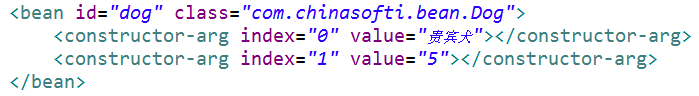 <bean id="dog" class="com.chinasofti.bean.Dog">
<constructor-arg index="0" value="贵宾犬"></constructor-arg>
<constructor-arg index="1" value="5"></constructor-arg>
</bean>